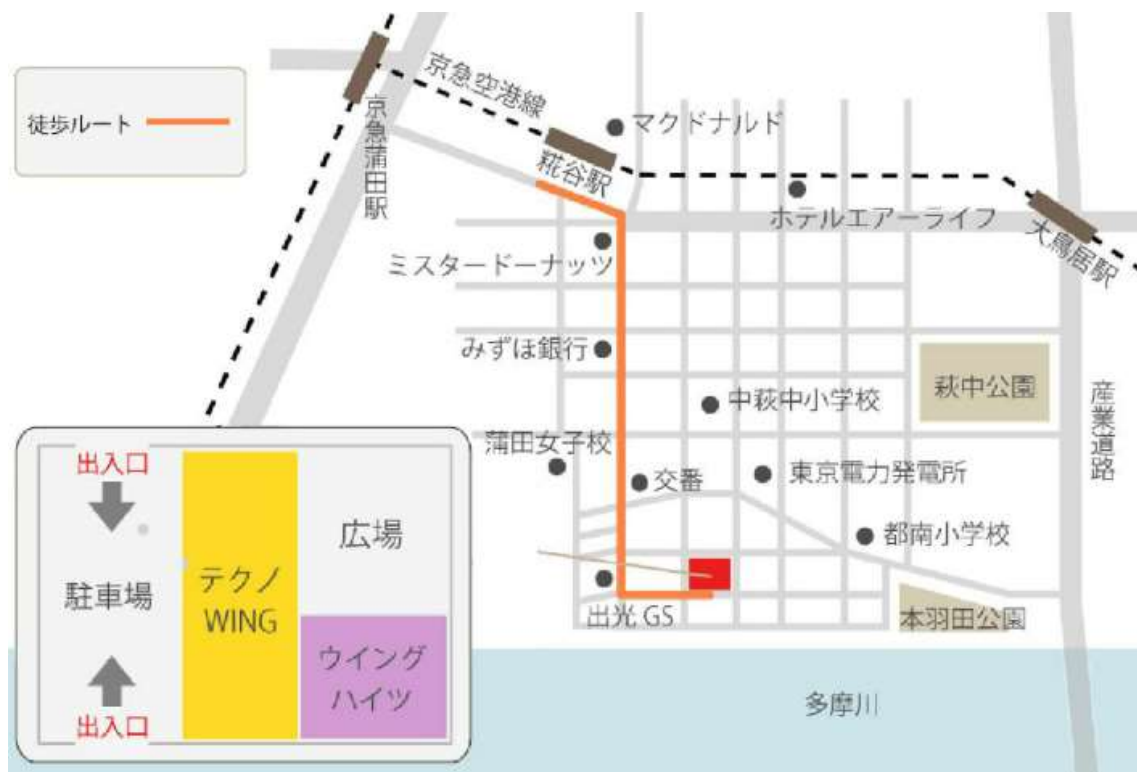 徒歩ルート
京急蒲田駅
京急空港線
糀谷駅
マクドナルド
ホテルエアーライフ
大鳥居駅
ミスタードーナッツ
みずほ銀行
中萩中小学校
萩中公園
産業道路
蒲田女子校
交番
東京電力発電所
都南小学校
出光 GS
本羽田公園
多摩川
出入口
駐車場
出入口
テクノ
WING
広場
ウイング
ハイツ